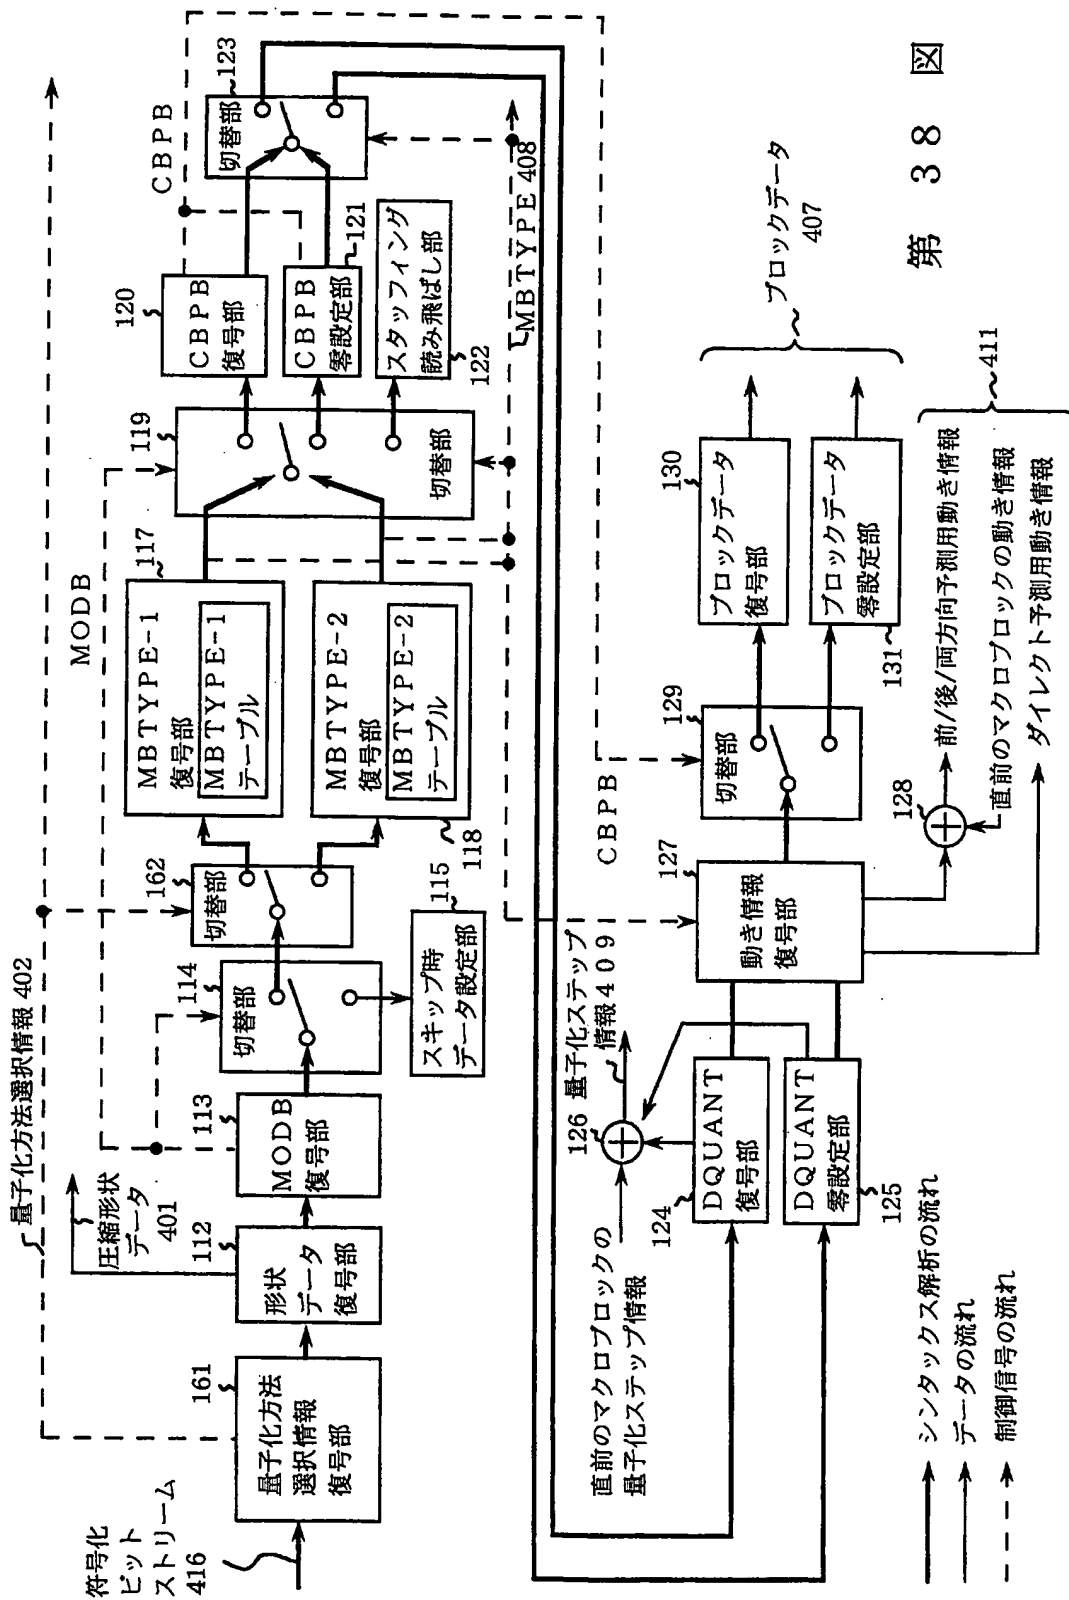 符号化
ビット
ストリーム
416
161
量子化方法
選択情報
復号部
量子化方法選択情報 402
圧縮形状
データ
401
112
形状
データ
復号部
113
MODB
復号部
MODB
114
切替部
115
スキップ時
データ設定部
162
切替部
117
MBTYPE-1
復号部
MBTYPE-1
テーブル
MBTYPE-2
復号部
MBTYPE-2
テーブル
118
119
切替部
120
CBPB
復号部
CBPB
零設定部
121
スタッフィング
読み飛ばし部
122
CBPB
切替部
123
MBTYPE 408
直前のマクロブロックの
量子化ステップ情報
126
量子化ステップ
情報409
124
DQUANT
復号部
DQUANT
零設定部
125
127
動き情報
復号部
CBPB
129
切替部
130
ブロックデータ
復号部
ブロックデータ
零設定部
131
ブロックデータ
407
128
前/後/両方向予測用動き情報
直前のマクロブロックの動き情報
ダイレクト予測用動き情報
411
シンタックス解析の流れ
データの流れ
制御信号の流れ
第 38 図